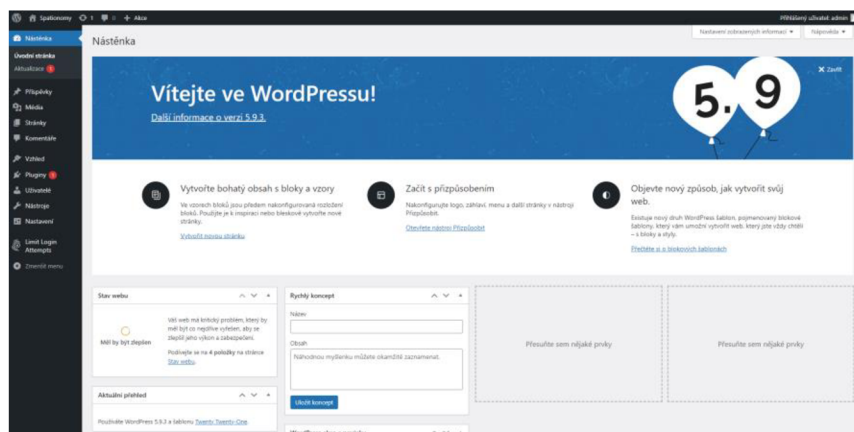 Spationomy 1 0 + Akce
Přihlášený uživatel: admin
Nástěnka
Úvodní stránka
Aktualizace 1
Příspěvky
Média
Stránky
Komentáře
Vzhled
Pluginy 1
Uživatelé
Nástroje
Nastavení
Limit Login
Attempts
Zmenšit menu
Nástěnka
Nastavení zobrazených informací
Nápověda
Vítejte ve WordPressu!
Další informace o verzi 5.9.3.
5. 9
Zavřít
Vytvořte bohatý obsah s bloky a vzory
Ve vzorech bloků jsou předem nakonfigurovaná rozložení
bloků. Použijte je k inspiraci nebo bleskově vytvořte nové
stránky.
Vytvořit novou stránku
Začít s přizpůsobením
Nakonfigurujte logo, záhlaví, menu a další stránky v nástroji
Přizpůsobit.
Otevřete nástroj Přizpůsobit
Objevte nový způsob, jak vytvořit svůj
web.
Existuje nový druh WordPress šablon, pojmenovaný blokové
šablony, který vám umožní vytvořit web, který jste vždy chtěli
– s bloky a styly.
Přečtěte si o blokových šablonách
Stav webu
Měl by být zlepšen
Váš web má kritický problém, který by
měl být co nejdříve vyřešen, aby se
zlepšil jeho výkon a zabezpečení.
Podívejte se na 4 položky na stránce
Stav webu.
Aktuální přehled
Používáte WordPress 5.9.3 a šablonu Twenty Twenty-One.
Rychlý koncept
Název
Obsah
Náhodnou myšlenku můžete okamžitě zaznamenat.
Uložit koncept
Přesuňte sem nějaké prvky
Přesuňte sem nějaké prvky